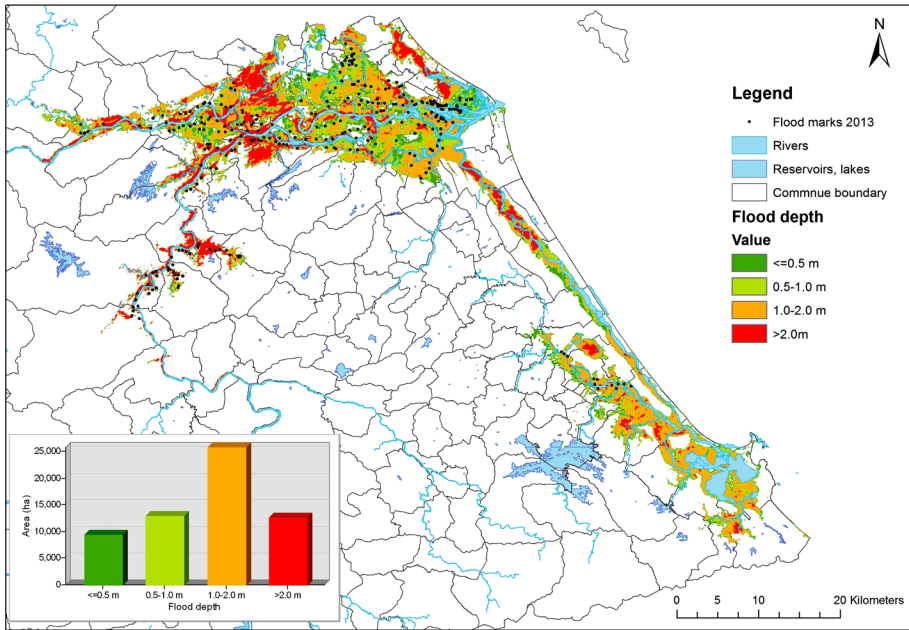 N
Legend
Flood marks 2013
Rivers
Reservoirs, lakes
Commnue boundary
Flood depth
Value
<=0.5 m
0.5-1.0 m
1.0-2.0 m
>2.0m
25,000
20,000
15,000
10,000
5,000
0
Area (ha)
<=0.5 m 0.5-1.0 m 1.0-2.0 m >2.0 m
Flood depth
0 5 10 20 Kilometers